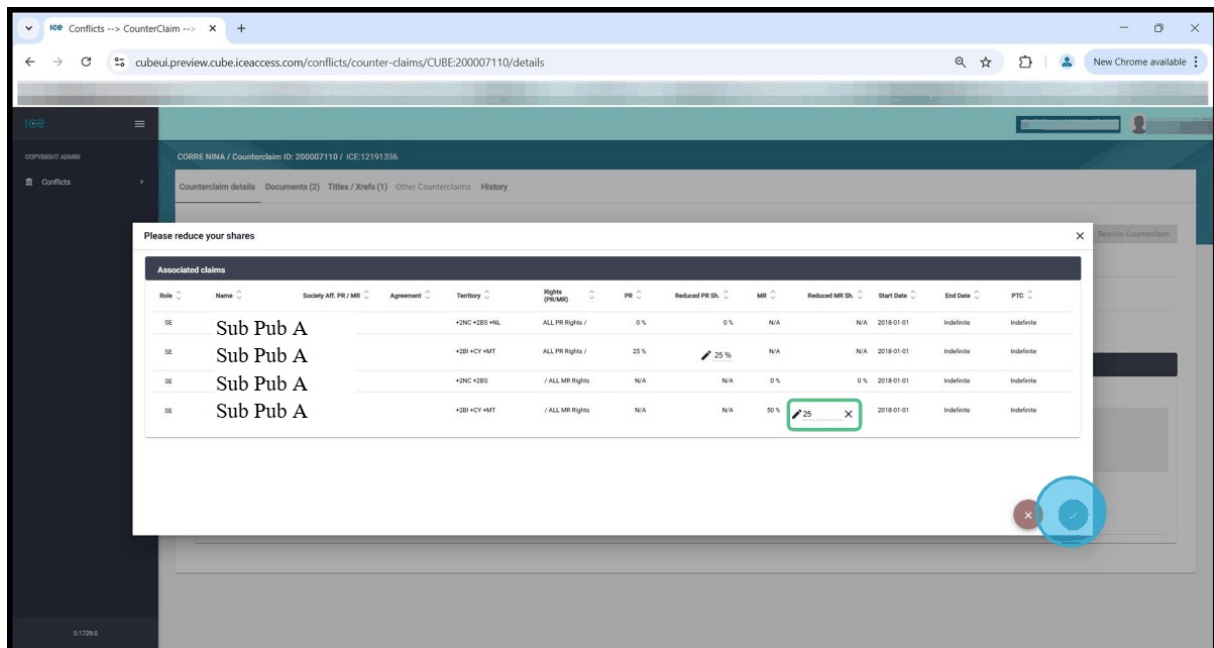 ice Conflicts --> CounterClaim -->
cubeui.preview.cube.iceaccess.com/conflicts/counter-claims/CUBE:200007110/details
New Chrome available
ice
COPYRIGHT ADMIN
Conflicts
CORRE NINA / Counterclaim ID: 200007110 / ICE:12191336
Counterclaim details Documents (2) Titles / Xrefs (1) Other Counterclaims History
Resolve Counterclaim
Please reduce your shares
Associated claims
Role Name Society Aff. PR / MR Agreement Territory Rights (PR/MR) PR Reduced PR Sh. MR Reduced MR Sh. Start Date End Date PTC
SE Sub Pub A +2NC +2BS +NL ALL PR Rights / 0 % 0 % N/A N/A 2018-01-01 Indefinite Indefinite
SE Sub Pub A +2BI +CY +MT ALL PR Rights / 25 % 25 % N/A N/A 2018-01-01 Indefinite Indefinite
SE Sub Pub A +2NC +2BS / ALL MR Rights N/A N/A 0 % 0 % 2018-01-01 Indefinite Indefinite
SE Sub Pub A +2BI +CY +MT / ALL MR Rights N/A N/A 50 % 25 2018-01-01 Indefinite Indefinite
0.1729.0